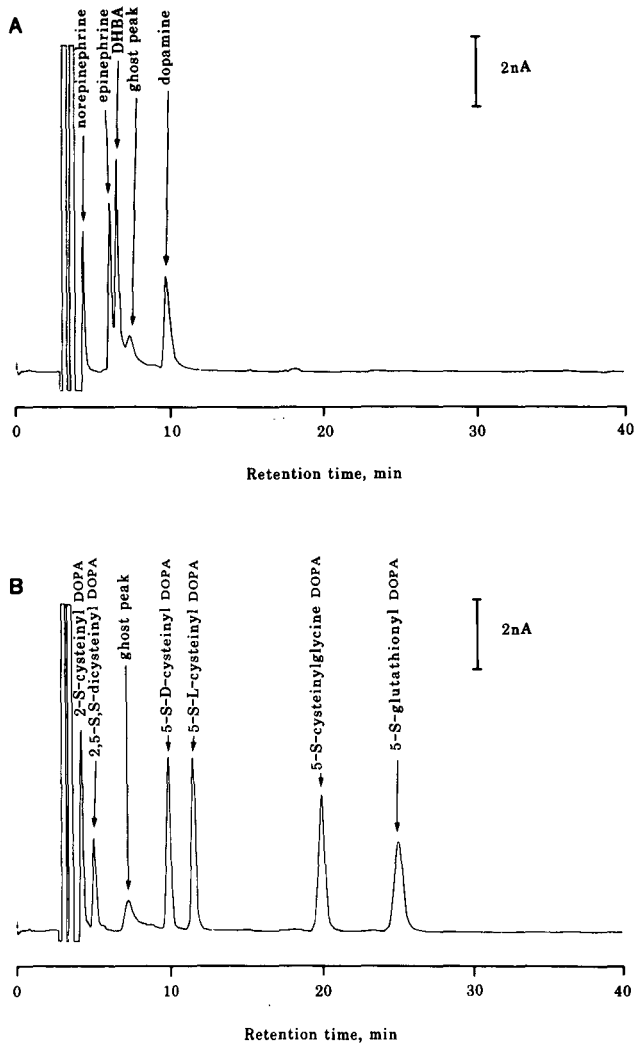 A
norepinephrine
epinephrine
DHBA
ghost peak
dopamine
2nA
0 10 20 30 40
Retention time, min
B
2-S-cysteinyl DOPA
2,5-S,S-dicysteinyl DOPA
ghost peak
5-S-D-cysteinyl DOPA
5-S-L-cysteinyl DOPA
5-S-cysteinylglycine DOPA
5-S-glutathionyl DOPA
2nA
0 10 20 30 40
Retention time, min